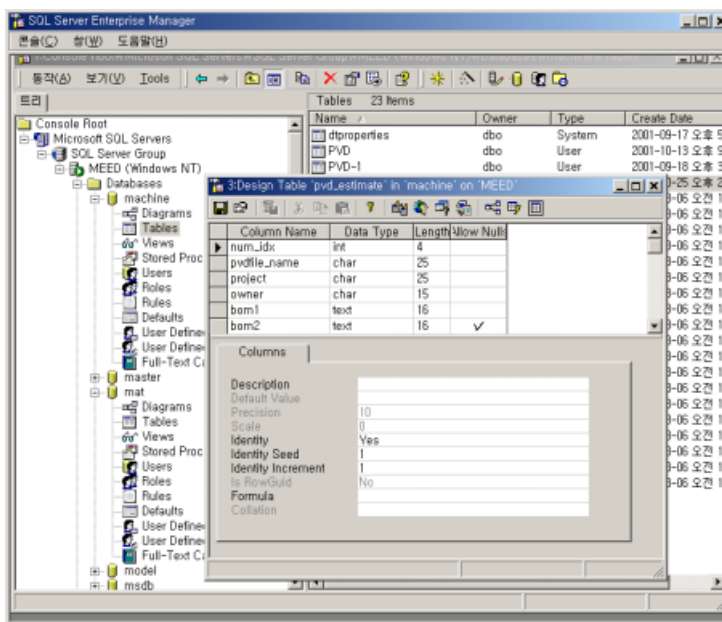 SQL Server Enterprise Manager
콘솔(C) 창(W) 도움말(H)
동작(A) 보기(V) Tools
트리
Tables 23 Items
Console Root
Microsoft SQL Servers
SQL Server Group
MEED (Windows NT)
Databases
machine
Diagrams
Tables
Views
Stored Proc
Users
Roles
Rules
Defaults
User Define
User Define
Full-Text Ca
master
mat
Diagrams
Tables
Views
Stored Proc
Users
Roles
Rules
Defaults
User Define
User Define
Full-Text Ca
model
msdb
Name Owner Type Create Date
dtproperties dbo System 2001-09-17 오후
PVD dbo User 2001-10-13 오후
PVD-1 dbo User 2001-09-18 오후
3:Design Table 'pvd_estimate' in 'machine' on 'MEED'
Column Name Data Type Length Allow Nulls
num_idx int 4
pvdfile_name char 25
project char 25
owner char 15
bom1 text 16
bom2 text 16
Columns
Description
Default Value
Precision 10
Scale 0
Identity Yes
Identity Seed 1
Identity Increment 1
Is RowGuid No
Formula
Collation